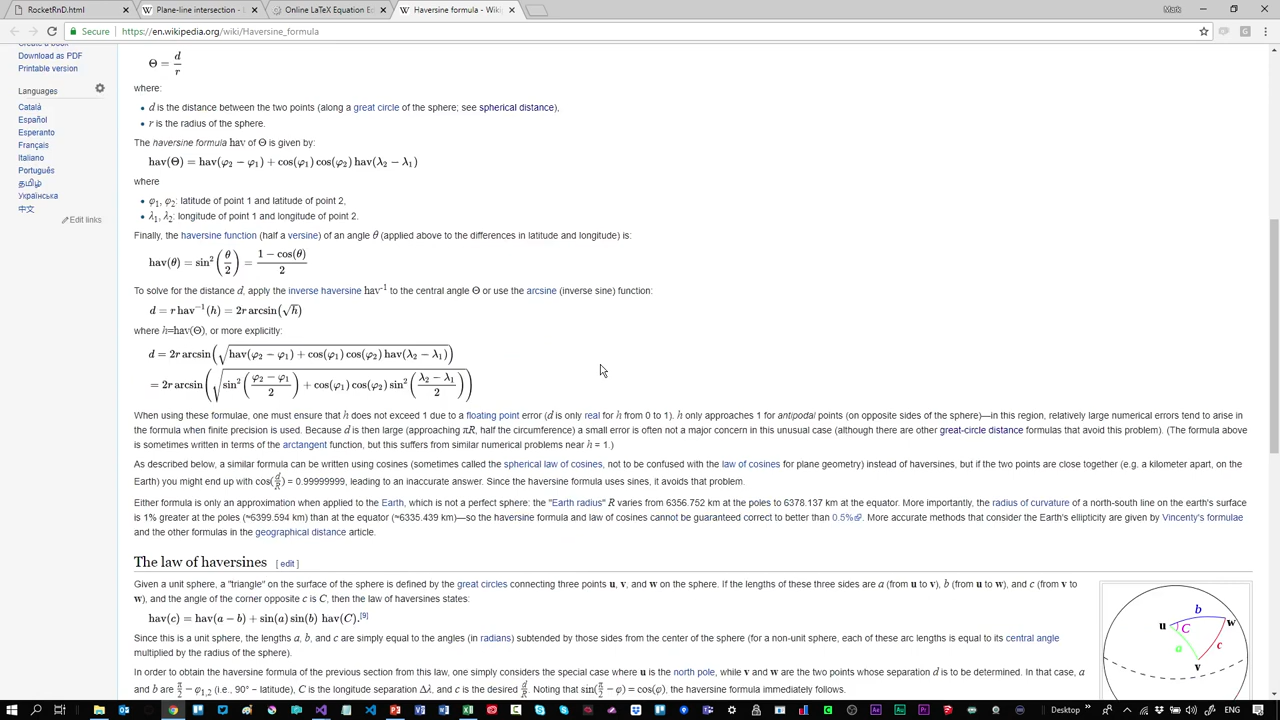 RocketRnD.html
Plane–line intersection -
Online LaTeX Equation Ed
Haversine formula - Wiki
Mark
Secure
https://en.wikipedia.org/wiki/Haversine_formula
Create a book
Download as PDF
Printable version
Languages
Català
Español
Esperanto
Français
Italiano
Português
தமிழ்
Українська
中文
Edit links
Θ = d/r
where:
• d is the distance between the two points (along a great circle of the sphere; see spherical distance),
• r is the radius of the sphere.
The haversine formula hav of Θ is given by:
hav(Θ) = hav(φ₂ − φ₁) + cos(φ₁) cos(φ₂) hav(λ₂ − λ₁)
where
• φ₁, φ₂: latitude of point 1 and latitude of point 2,
• λ₁, λ₂: longitude of point 1 and longitude of point 2.
Finally, the haversine function (half a versine) of an angle θ (applied above to the differences in latitude and longitude) is:
hav(θ) = sin²(θ/2) = (1 − cos(θ))/2
To solve for the distance d, apply the inverse haversine hav⁻¹ to the central angle Θ or use the arcsine (inverse sine) function:
d = r hav⁻¹(h) = 2r arcsin(√h)
where h=hav(Θ), or more explicitly:
d = 2r arcsin(√(hav(φ₂ − φ₁) + cos(φ₁) cos(φ₂) hav(λ₂ − λ₁)))
= 2r arcsin(√(sin²((φ₂ − φ₁)/2) + cos(φ₁) cos(φ₂) sin²((λ₂ − λ₁)/2)))
When using these formulae, one must ensure that h does not exceed 1 due to a floating point error (d is only real for h from 0 to 1). h only approaches 1 for antipodal points (on opposite sides of the sphere)—in this region, relatively large numerical errors tend to arise in
the formula when finite precision is used. Because d is then large (approaching πR, half the circumference) a small error is often not a major concern in this unusual case (although there are other great-circle distance formulas that avoid this problem). (The formula above
is sometimes written in terms of the arctangent function, but this suffers from similar numerical problems near h = 1.)
As described below, a similar formula can be written using cosines (sometimes called the spherical law of cosines, not to be confused with the law of cosines for plane geometry) instead of haversines, but if the two points are close together (e.g. a kilometer apart, on the
Earth) you might end up with cos(d/R) = 0.99999999, leading to an inaccurate answer. Since the haversine formula uses sines, it avoids that problem.
Either formula is only an approximation when applied to the Earth, which is not a perfect sphere: the "Earth radius" R varies from 6356.752 km at the poles to 6378.137 km at the equator. More importantly, the radius of curvature of a north-south line on the earth's surface
is 1% greater at the poles (≈6399.594 km) than at the equator (≈6335.439 km)—so the haversine formula and law of cosines cannot be guaranteed correct to better than 0.5%. More accurate methods that consider the Earth's ellipticity are given by Vincenty's formulae
and the other formulas in the geographical distance article.
The law of haversines [ edit ]
Given a unit sphere, a "triangle" on the surface of the sphere is defined by the great circles connecting three points u, v, and w on the sphere. If the lengths of these three sides are a (from u to v), b (from u to w), and c (from v to
w), and the angle of the corner opposite c is C, then the law of haversines states:
hav(c) = hav(a − b) + sin(a) sin(b) hav(C).[9]
Since this is a unit sphere, the lengths a, b, and c are simply equal to the angles (in radians) subtended by those sides from the center of the sphere (for a non-unit sphere, each of these arc lengths is equal to its central angle
multiplied by the radius of the sphere).
In order to obtain the haversine formula of the previous section from this law, one simply considers the special case where u is the north pole, while v and w are the two points whose separation d is to be determined. In that case, a
and b are π/2 − φ₁,₂ (i.e., 90° − latitude), C is the longitude separation Δλ, and c is the desired d/R. Noting that sin(π/2 − φ) = cos(φ), the haversine formula immediately follows.
b
u
w
C
a
c
v
Desktop